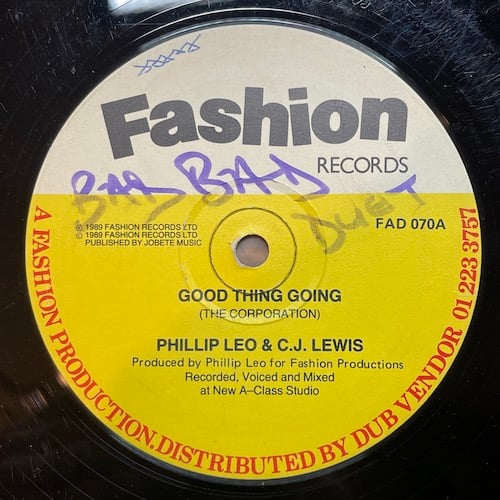 xxxxx
Fashion
RECORDS
BAD BAD
DUET
℗ 1989 FASHION RECORDS LTD
© 1989 FASHION RECORDS LTD
PUBLISHED BY JOBETE MUSIC
FAD 070A
GOOD THING GOING
(THE CORPORATION)
PHILLIP LEO & C.J. LEWIS
Produced by Phillip Leo for Fashion Productions
Recorded, Voiced and Mixed
at New A–Class Studio
A FASHION PRODUCTION.DISTRIBUTED BY DUB VENDOR 01 223 3757